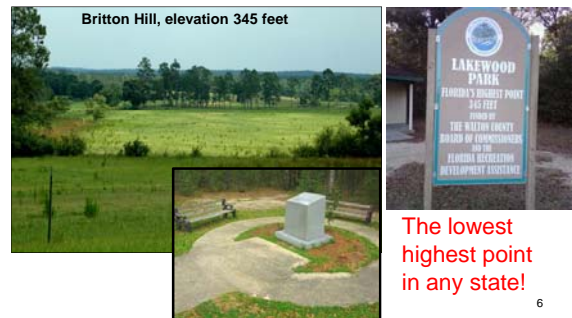 Britton Hill, elevation 345 feet
LAKEWOOD
PARK
FLORIDA'S HIGHEST POINT
345 FEET
FUNDED BY
THE WALTON COUNTY
BOARD OF COMMISSIONERS
AND THE
FLORIDA RECREATION
DEVELOPMENT ASSISTANCE
The lowest
highest point
in any state!
6